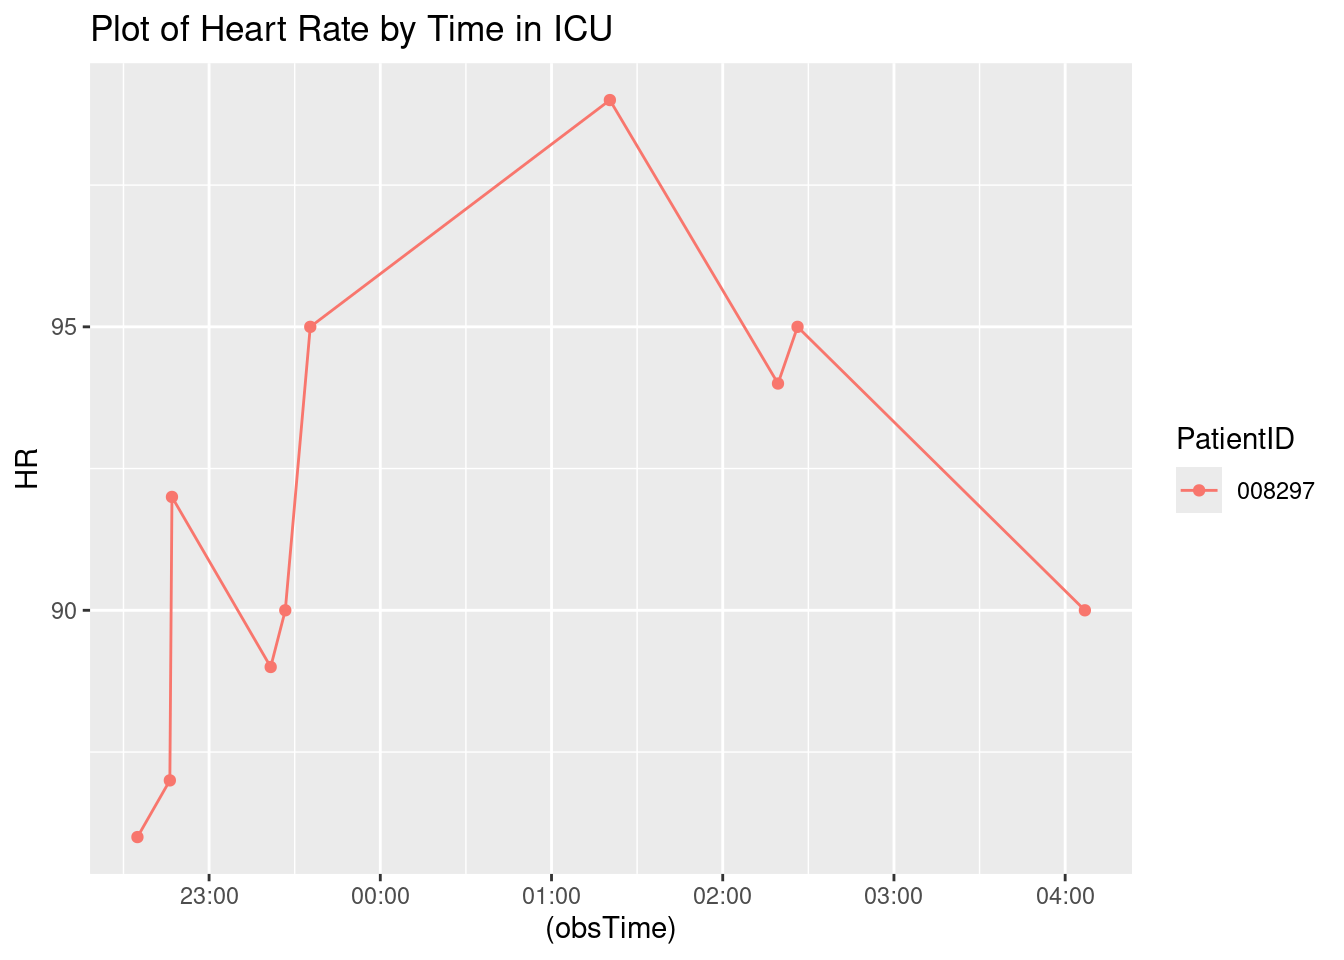 Plot of Heart Rate by Time in ICU
95
90
HR
23:00 00:00 01:00 02:00 03:00 04:00
(obsTime)
PatientID
008297